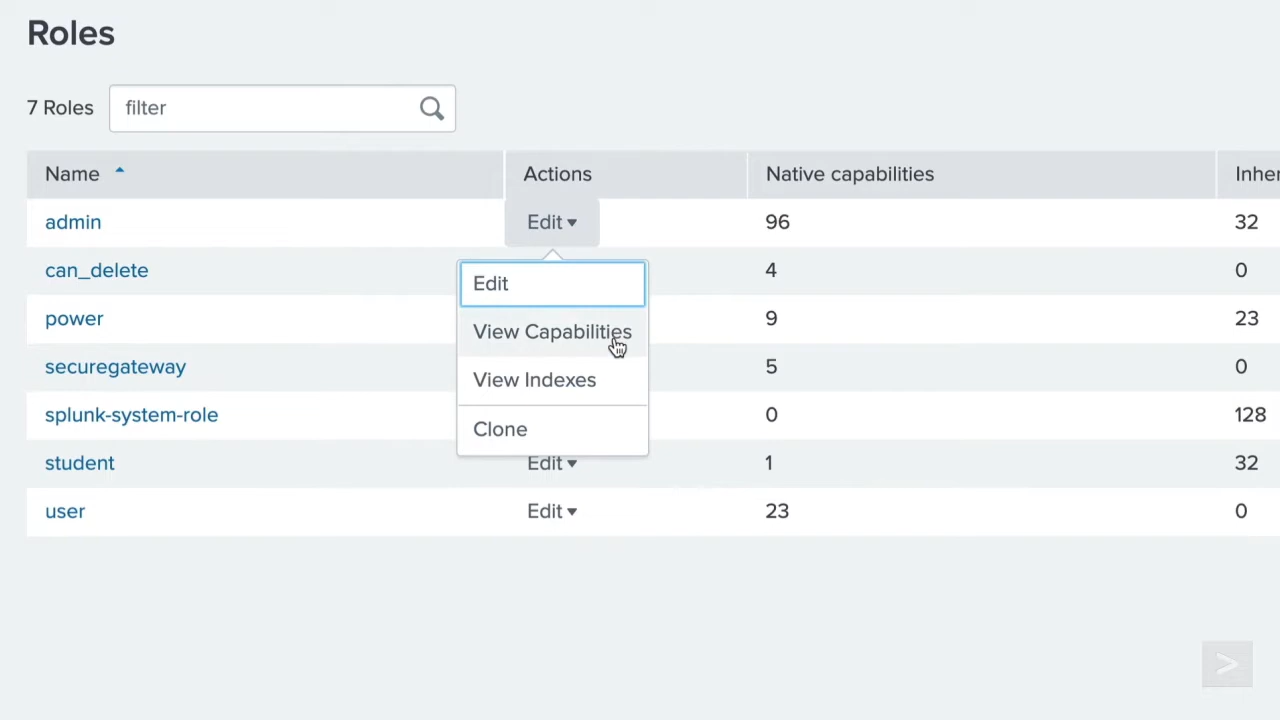 Roles
7 Roles filter
Name Actions Native capabilities Inher
admin Edit 96 32
can_delete 4 0
Edit
power 9 23
View Capabilities
securegateway 5 0
View Indexes
splunk-system-role 0 128
Clone
student Edit 1 32
user Edit 23 0
>